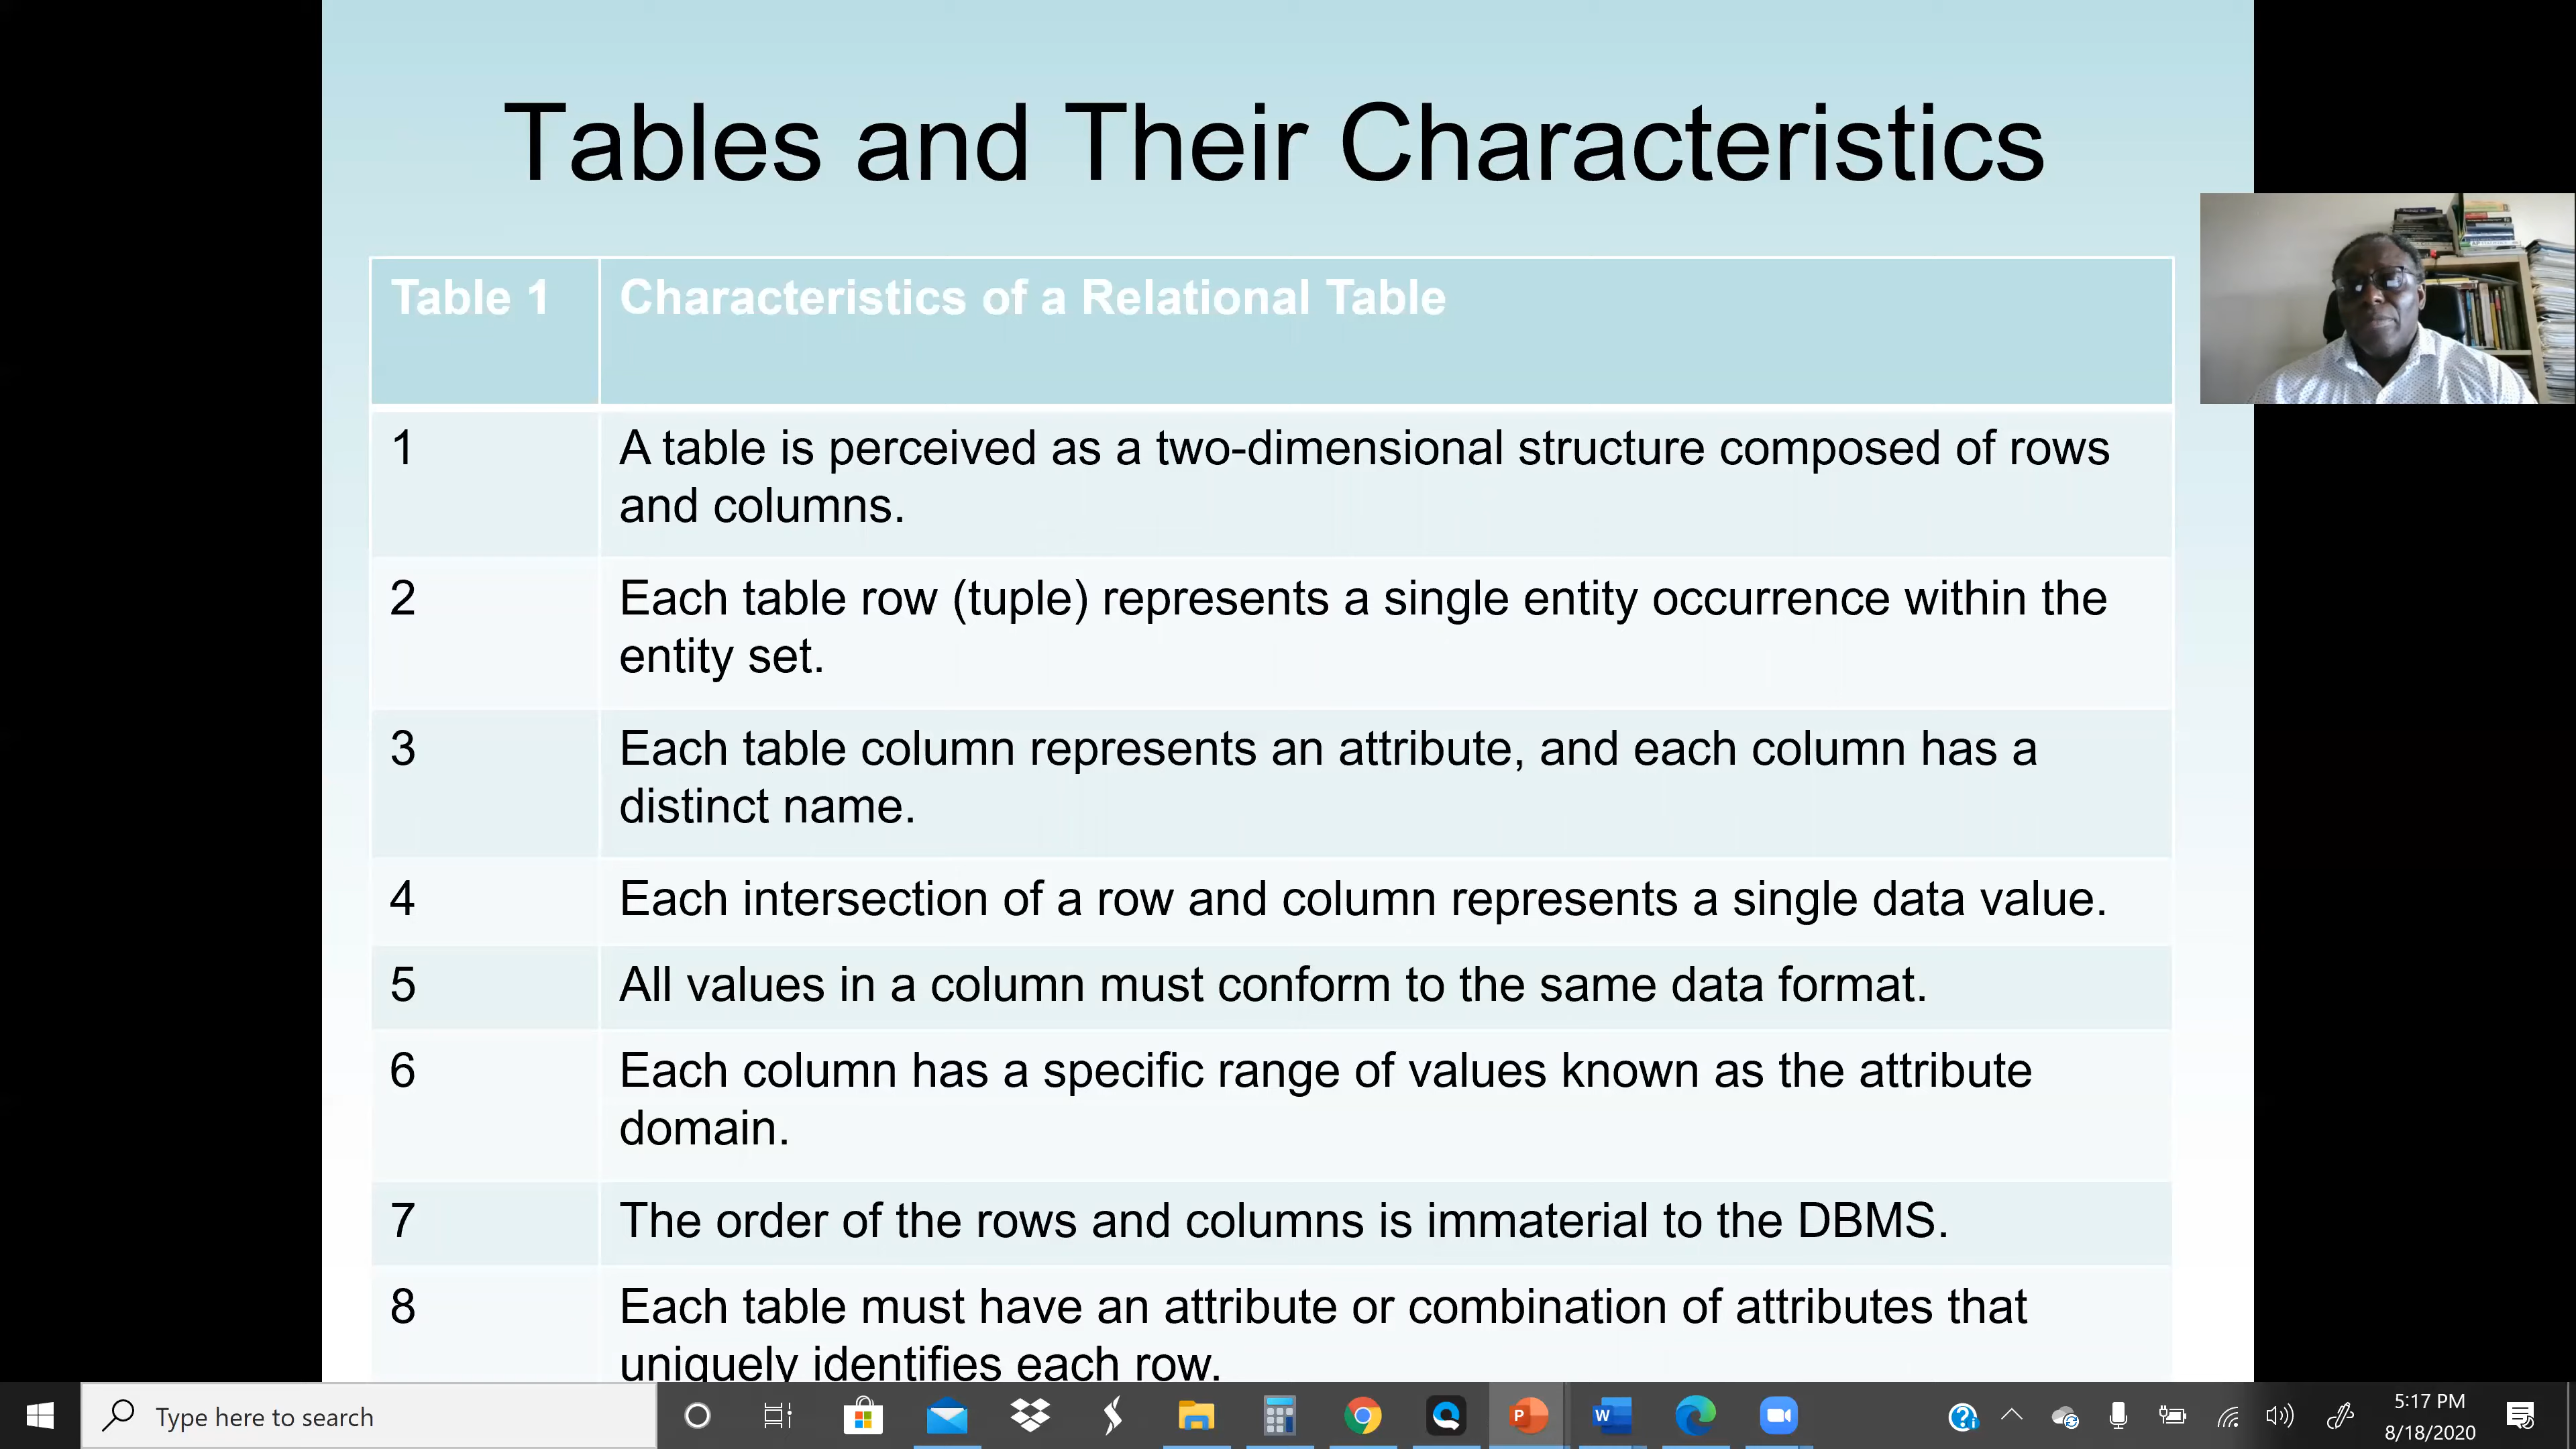 Tables and Their Characteristics
Table 1 Characteristics of a Relational Table
1 A table is perceived as a two-dimensional structure composed of rows
and columns.
2 Each table row (tuple) represents a single entity occurrence within the
entity set.
3 Each table column represents an attribute, and each column has a
distinct name.
4 Each intersection of a row and column represents a single data value.
5 All values in a column must conform to the same data format.
6 Each column has a specific range of values known as the attribute
domain.
7 The order of the rows and columns is immaterial to the DBMS.
8 Each table must have an attribute or combination of attributes that
uniquely identifies each row.
Type here to search
5:17 PM
8/18/2020